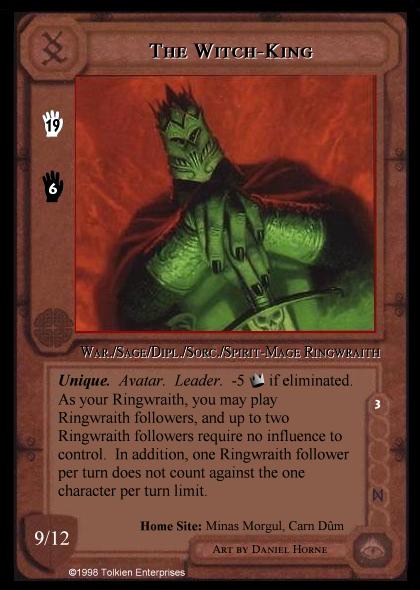 The Witch-King
19
6
War./Sage/Dipl./Sorc./Spirit-Mage Ringwraith
Unique. Avatar. Leader. -5 if eliminated.
As your Ringwraith, you may play
Ringwraith followers, and up to two
Ringwraith followers require no influence to
control. In addition, one Ringwraith follower
per turn does not count against the one
character per turn limit.
3
Home Site: Minas Morgul, Carn Dûm
9/12
Art by Daniel Horne
©1998 Tolkien Enterprises